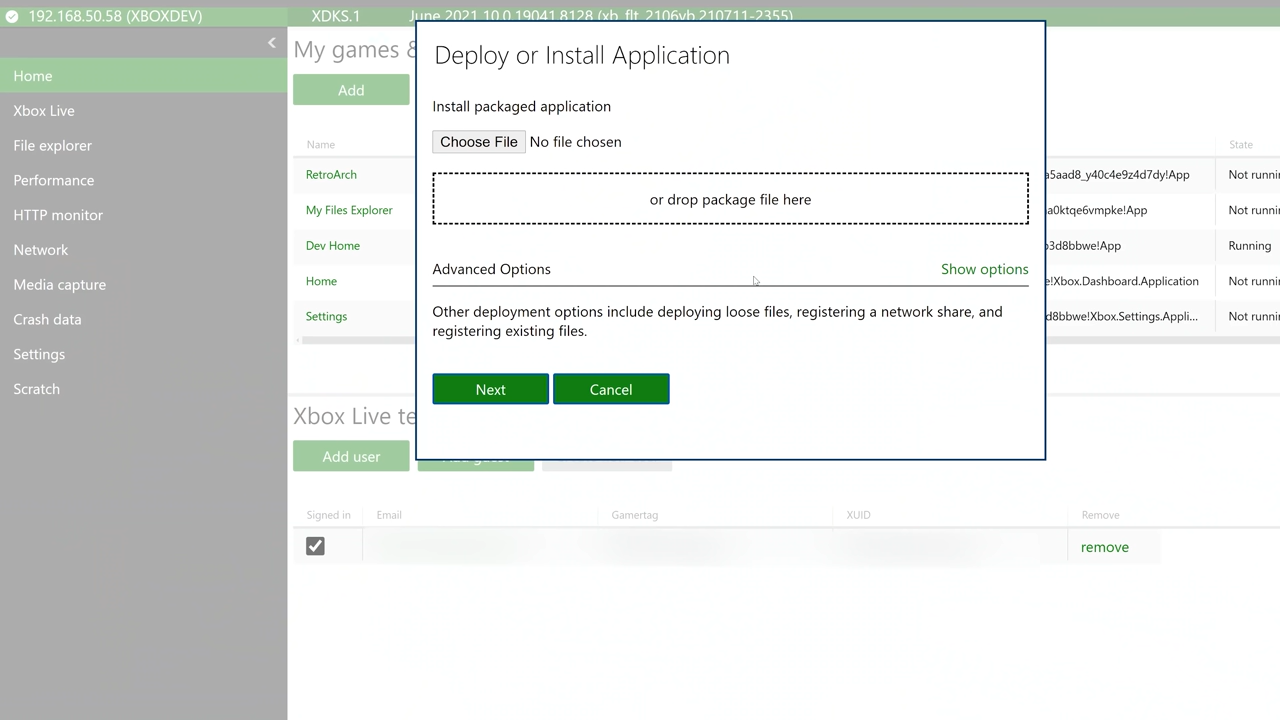 192.168.50.58 (XBOXDEV)
XDKS.1
June 2021 10.0.19041.8128 (xb_flt_2106vb.210711-2355)
Home
Xbox Live
File explorer
Performance
HTTP monitor
Network
Media capture
Crash data
Settings
Scratch
My games &
Add
Name
State
RetroArch
a5aad8_y40c4e9z4d7dy!App
Not runni
My Files Explorer
a0ktqe6vmpke!App
Not runni
Dev Home
b3d8bbwe!App
Running
Home
e!Xbox.Dashboard.Application
Not runni
Settings
d8bbwe!Xbox.Settings.Appli...
Not runni
Deploy or Install Application
Install packaged application
Choose File No file chosen
or drop package file here
Advanced Options
Show options
Other deployment options include deploying loose files, registering a network share, and
registering existing files.
Next
Cancel
Xbox Live te
Add user
Signed in
Email
Gamertag
XUID
Remove
remove